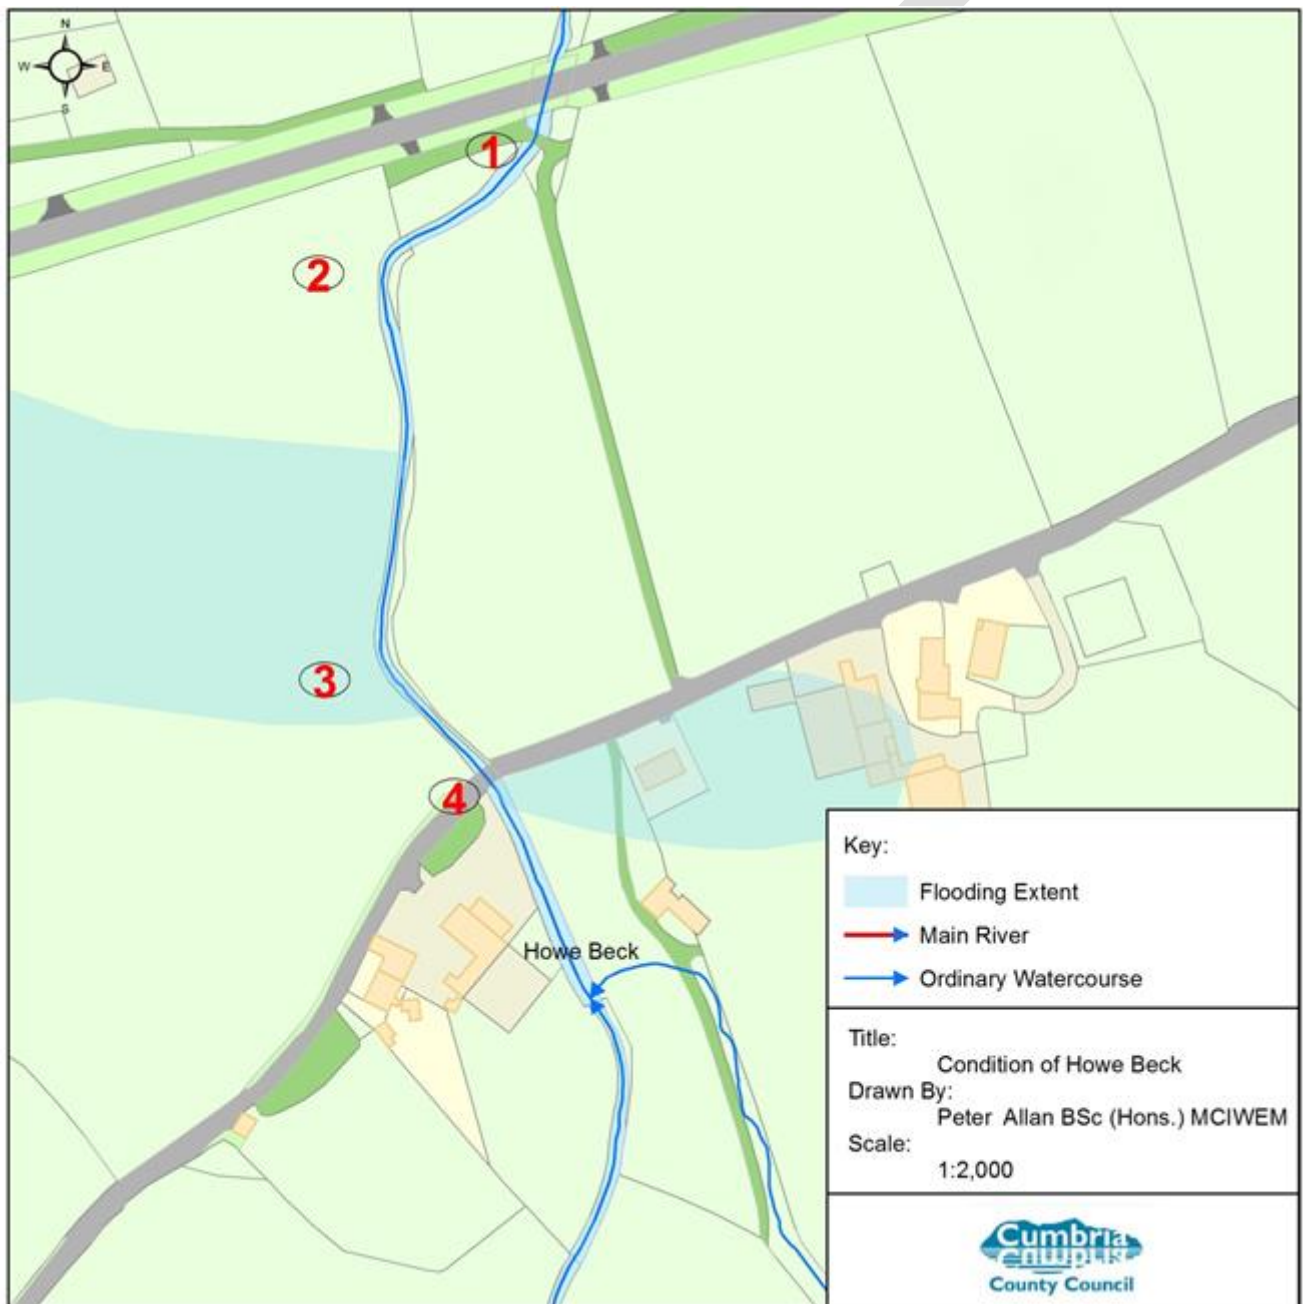 N
W E
S
1
2
3
4
Howe Beck
Key:
Flooding Extent
Main River
Ordinary Watercourse
Title:
Condition of Howe Beck
Drawn By:
Peter Allan BSc (Hons.) MCIWEM
Scale:
1:2,000
Cumbria
County Council